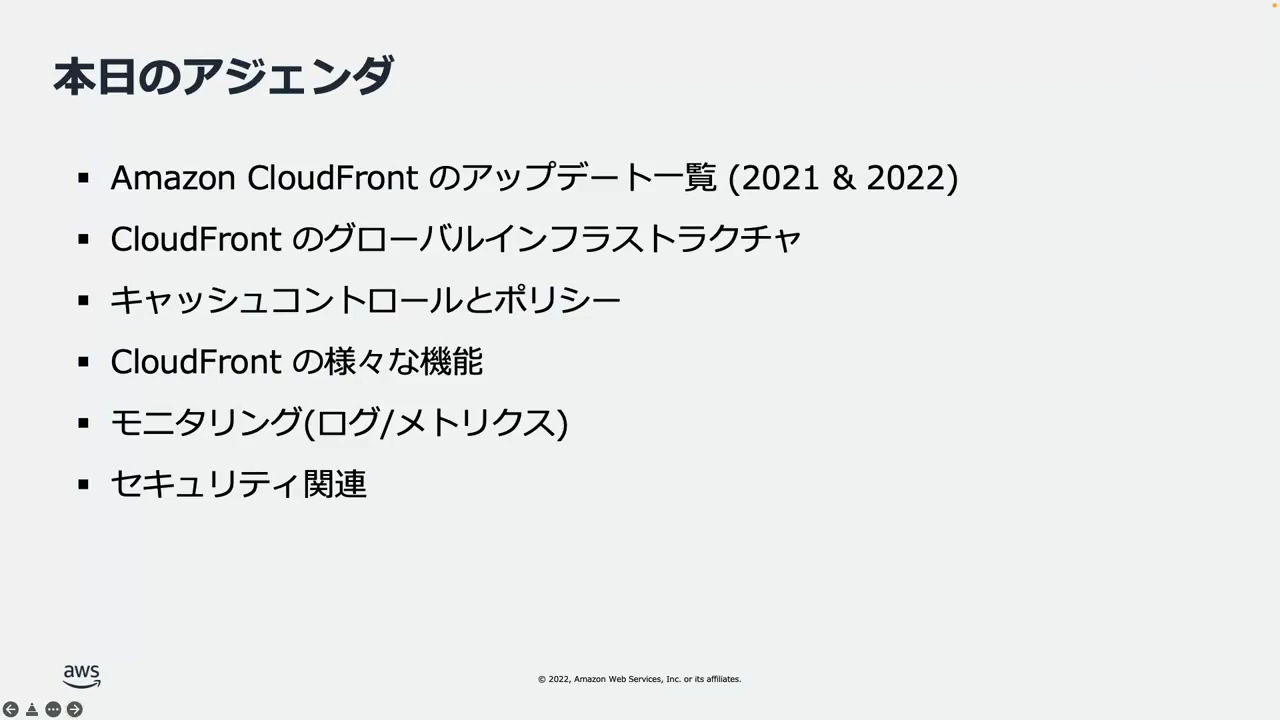 本日のアジェンダ
▪ Amazon CloudFront のアップデート一覧 (2021 & 2022)
▪ CloudFront のグローバルインフラストラクチャ
▪ キャッシュコントロールとポリシー
▪ CloudFront の様々な機能
▪ モニタリング(ログ/メトリクス)
▪ セキュリティ関連
aws
© 2022, Amazon Web Services, Inc. or its affiliates.